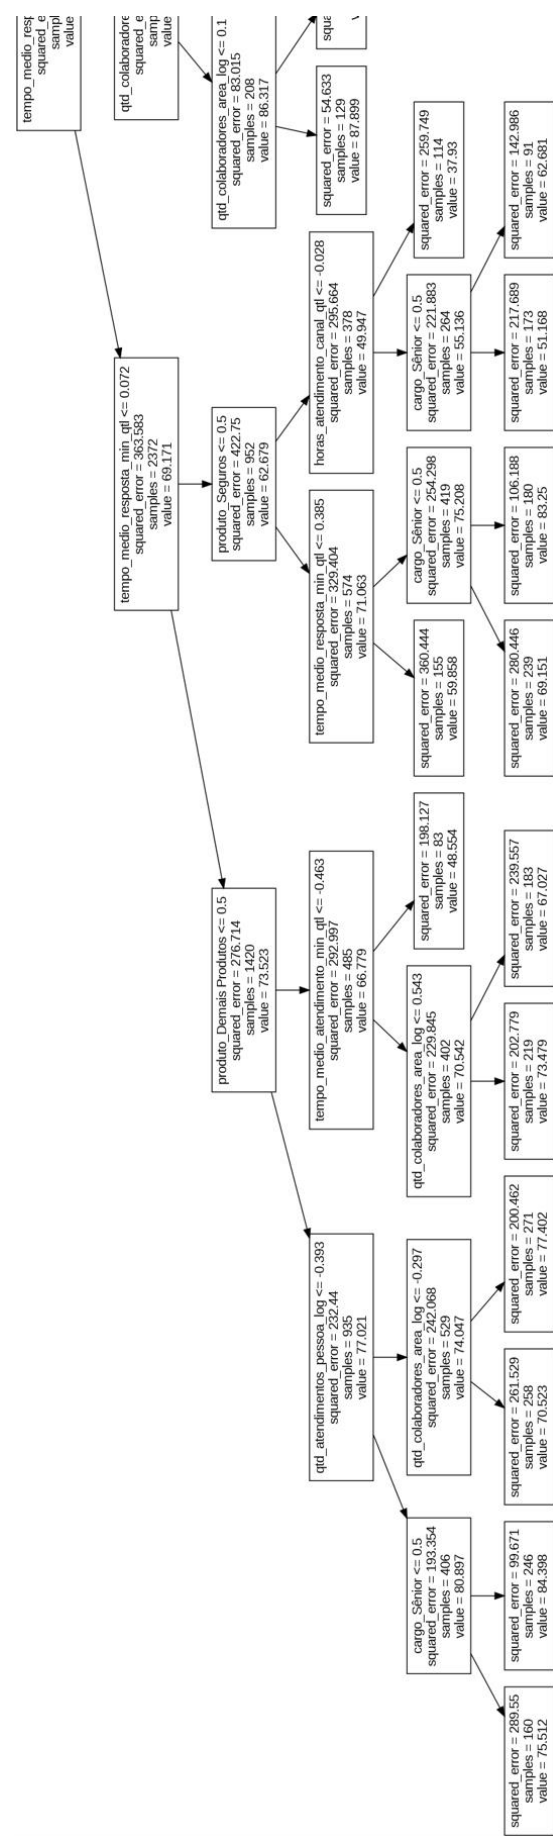 tempo_medio_resp
squared_e
value
tempo_medio_resposta_min_qtl <= 0.072
squared_error = 363.583
samples = 2372
value = 69.171
qtd_colaboradore
squared_e
value
produto_Demais Produtos <= 0.5
squared_error = 276.714
samples = 1420
value = 73.523
produto_Seguros <= 0.5
squared_error = 422.75
samples = 952
value = 62.679
qtd_colaboradores_area_log <= 0.1
squared_error = 83.015
samples = 208
value = 86.317
qtd_atendimentos_pessoa_log <= -0.393
squared_error = 232.44
samples = 935
value = 77.021
tempo_medio_atendimento_min_qtl <= -0.463
squared_error = 292.997
samples = 485
value = 66.779
tempo_medio_resposta_min_qtl <= 0.385
squared_error = 329.404
samples = 574
value = 71.063
horas_atendimento_canal_qtl <= -0.028
squared_error = 295.664
samples = 378
value = 49.947
squared_error = 54.633
samples = 129
value = 87.899
squa
cargo_Sênior <= 0.5
squared_error = 193.354
samples = 406
value = 80.897
qtd_colaboradores_area_log <= -0.297
squared_error = 242.068
samples = 529
value = 74.047
qtd_colaboradores_area_log <= 0.543
squared_error = 229.845
samples = 402
value = 70.542
squared_error = 198.127
samples = 83
value = 48.554
squared_error = 360.444
samples = 155
value = 59.858
cargo_Sênior <= 0.5
squared_error = 254.298
samples = 419
value = 75.208
cargo_Sênior <= 0.5
squared_error = 221.883
samples = 264
value = 55.136
squared_error = 259.749
samples = 114
value = 37.93
squared_error = 289.55
samples = 160
value = 75.512
squared_error = 99.671
samples = 246
value = 84.398
squared_error = 261.529
samples = 258
value = 70.523
squared_error = 200.462
samples = 271
value = 77.402
squared_error = 202.779
samples = 219
value = 73.479
squared_error = 239.557
samples = 183
value = 67.027
squared_error = 280.446
samples = 239
value = 69.151
squared_error = 106.188
samples = 180
value = 83.25
squared_error = 217.689
samples = 173
value = 51.168
squared_error = 142.986
samples = 91
value = 62.681